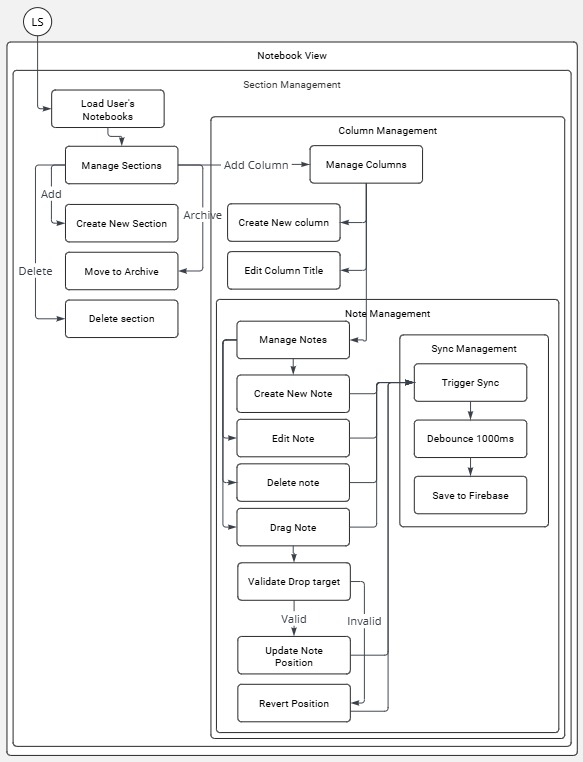 LS
Notebook View
Section Management
Load User's
Notebooks
Column Management
Manage Sections
Add Column
Manage Columns
Add
Archive
Create New Section
Create New column
Delete
Move to Archive
Edit Column Title
Delete section
Note Management
Manage Notes
Sync Management
Trigger Sync
Create New Note
Edit Note
Debounce 1000ms
Delete note
Save to Firebase
Drag Note
Validate Drop target
Valid
Invalid
Update Note
Position
Revert Position